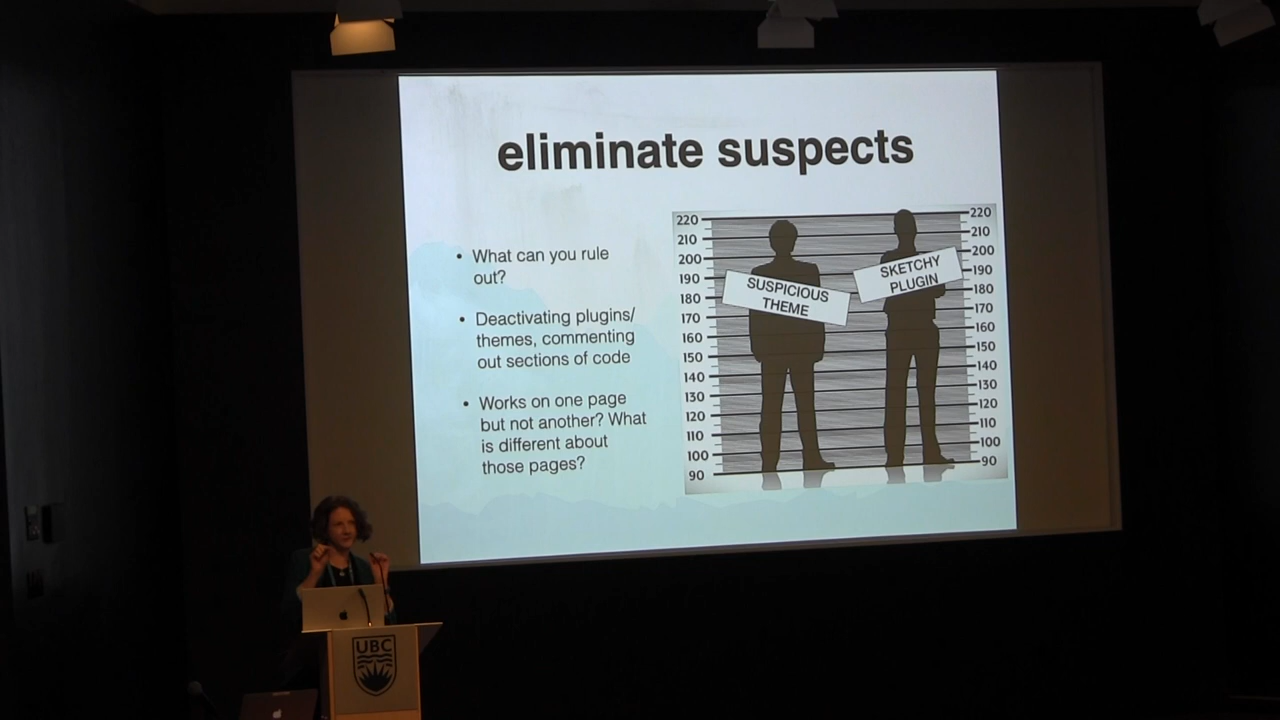 eliminate suspects
• What can you rule
out?
• Deactivating plugins/
themes, commenting
out sections of code
• Works on one page
but not another? What
is different about
those pages?
220
210
200
190
180
170
160
150
140
130
120
110
100
90
SUSPICIOUS
THEME
SKETCHY
PLUGIN
220
210
200
190
180
170
160
150
140
130
120
110
100
90
UBC